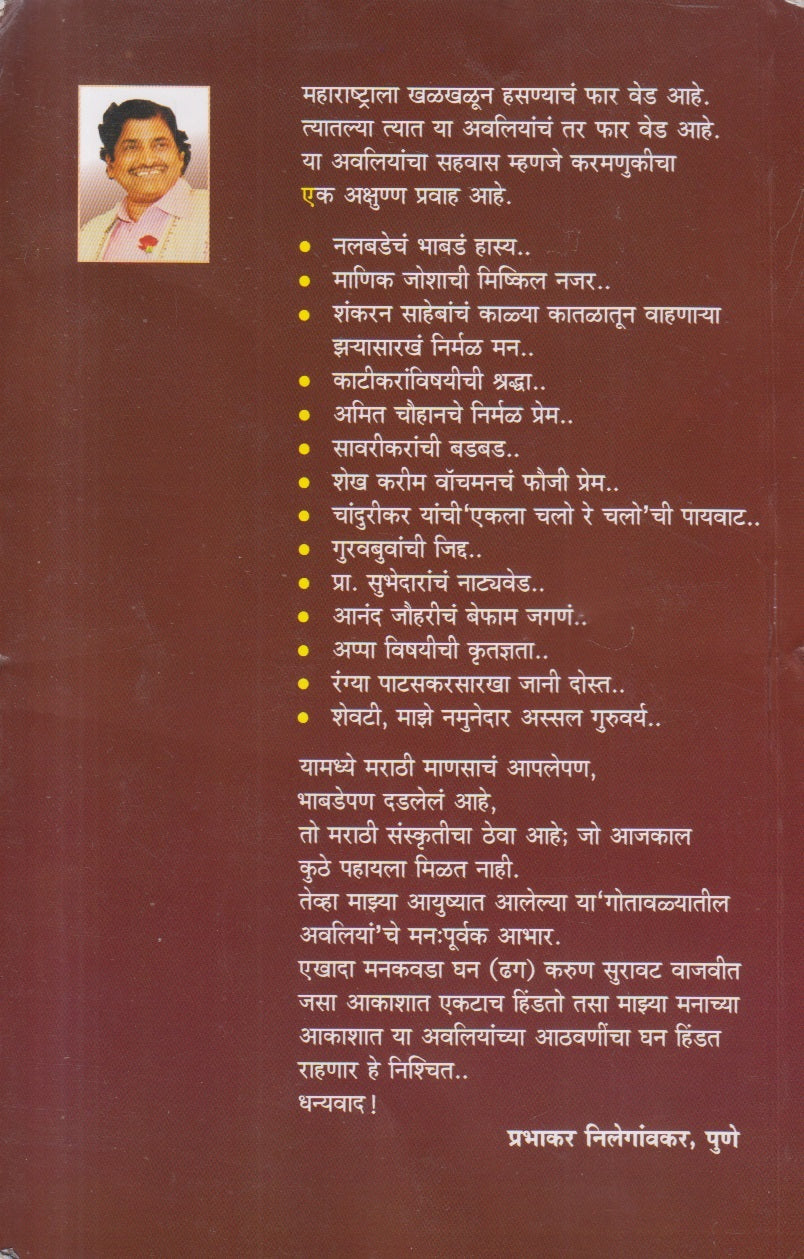 महाराष्ट्राला खळखळून हसण्याचं फार वेड आहे.
त्यातल्या त्यात या अवलियांचं तर फार वेड आहे.
या अवलियांचा सहवास म्हणजे करमणुकीचा
एक अक्षुण्ण प्रवाह आहे.
• नलबडेचं भाबडं हास्य..
• माणिक जोशाची मिष्किल नजर..
• शंकरन साहेबांचं काळ्या कातळातून वाहणाऱ्या
झऱ्यासारखं निर्मळ मन..
• काटीकरांविषयीची श्रद्धा..
• अमित चौहानचे निर्मळ प्रेम..
• सावरीकरांची बडबड..
• शेख करीम वॉचमनचं फौजी प्रेम..
• चांदुरीकर यांची‘एकला चलो रे चलो’ची पायवाट..
• गुरवबुवांची जिद्द..
• प्रा. सुभेदारांचं नाट्यवेड..
• आनंद जौहरीचं बेफाम जगणं..
• अप्पा विषयीची कृतज्ञता..
• रंग्या पाटसकरसारखा जानी दोस्त..
• शेवटी, माझे नमुनेदार अस्सल गुरुवर्य..
यामध्ये मराठी माणसाचं आपलेपण,
भाबडेपण दडलेलं आहे,
तो मराठी संस्कृतीचा ठेवा आहे; जो आजकाल
कुठे पहायला मिळत नाही.
तेव्हा माझ्या आयुष्यात आलेल्या या‘गोतावळ्यातील
अवलियां’चे मनःपूर्वक आभार.
एखादा मनकवडा घन (ढग) करुण सुरावट वाजवीत
जसा आकाशात एकटाच हिंडतो तसा माझ्या मनाच्या
आकाशात या अवलियांच्या आठवणींचा घन हिंडत
राहणार हे निश्चित..
धन्यवाद!
प्रभाकर निलेगांवकर, पुणे